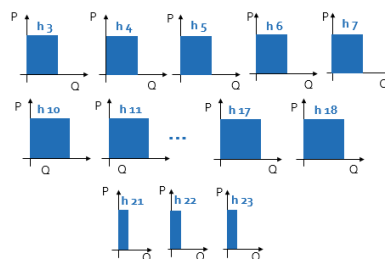 P h 3 Q
P h 4 Q
P h 5 Q
P h 6 Q
P h 7 Q
P h 10 Q
P h 11 Q
...
P h 17 Q
P h 18 Q
P h 21 Q
P h 22 Q
P h 23 Q